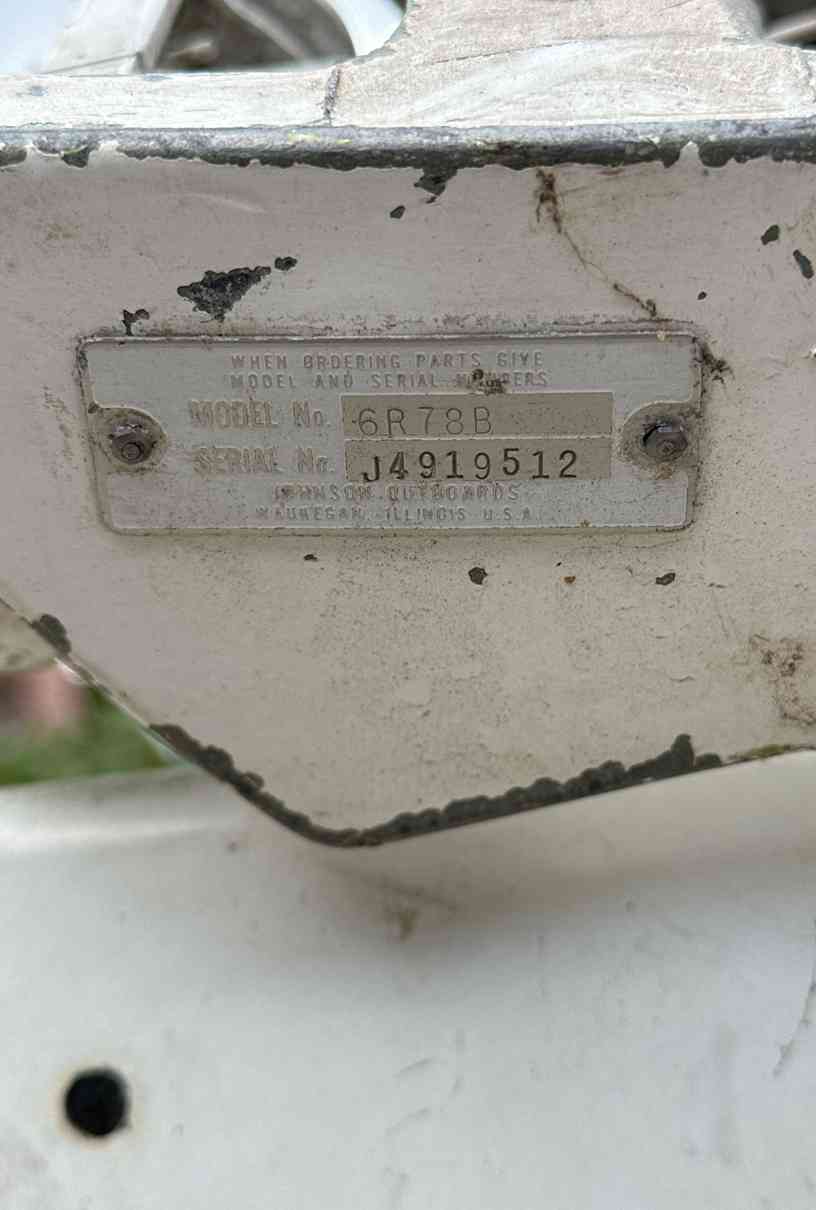 WHEN ORDERING PARTS GIVE
MODEL AND SERIAL NUMBERS
MODEL No. 6R78B
SERIAL No. J4919512
JOHNSON OUTBOARDS
WAUKEGAN, ILLINOIS U.S.A.